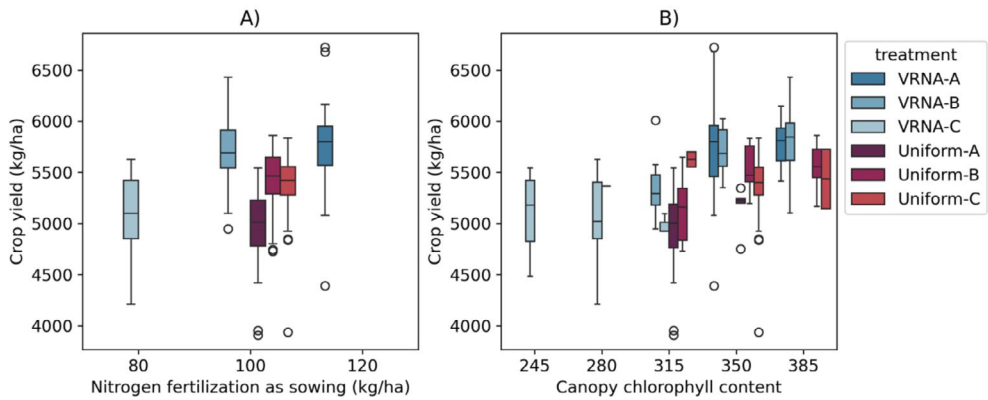 A)
Crop yield (kg/ha)
6500
6000
5500
5000
4500
4000
80
100
120
Nitrogen fertilization as sowing (kg/ha)
B)
Crop yield (kg/ha)
6500
6000
5500
5000
4500
4000
245
280
315
350
385
Canopy chlorophyll content
treatment
VRNA-A
VRNA-B
VRNA-C
Uniform-A
Uniform-B
Uniform-C